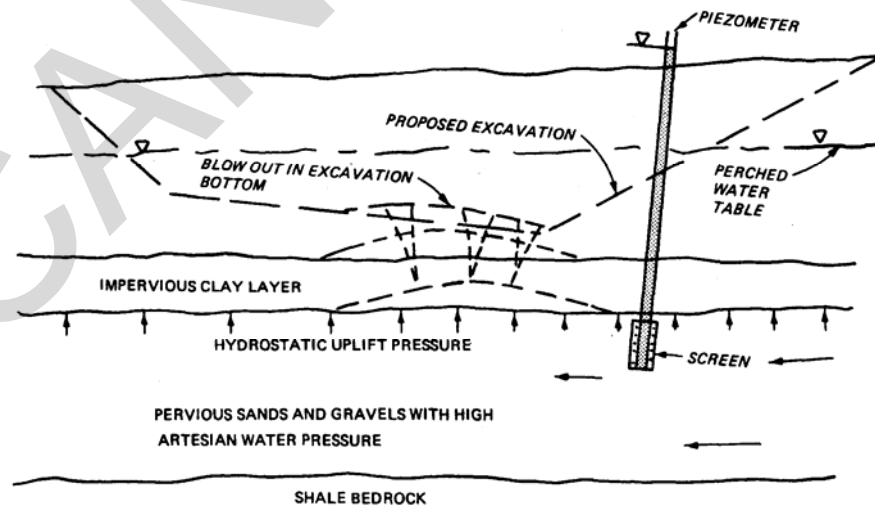 CAN
PIEZOMETER
PROPOSED EXCAVATION
BLOW OUT IN EXCAVATION
BOTTOM
PERCHED
WATER
TABLE
IMPERVIOUS CLAY LAYER
HYDROSTATIC UPLIFT PRESSURE
SCREEN
PERVIOUS SANDS AND GRAVELS WITH HIGH
ARTESIAN WATER PRESSURE
SHALE BEDROCK